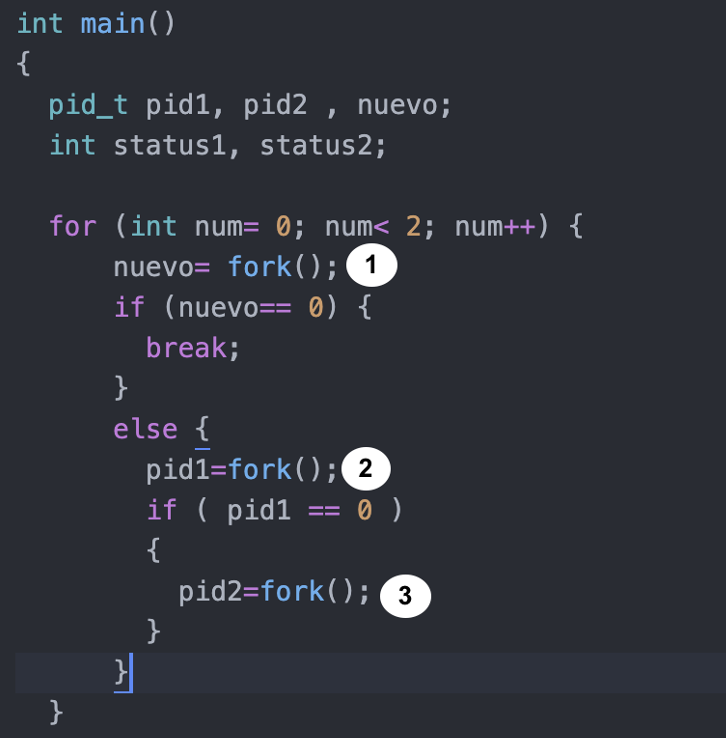 int main()
{
  pid_t pid1, pid2 , nuevo;
  int status1, status2;

  for (int num= 0; num< 2; num++) {
      nuevo= fork(); 1
      if (nuevo== 0) {
        break;
      }
      else {
        pid1=fork(); 2
        if ( pid1 == 0 )
        {
          pid2=fork(); 3
        }
      }
  }